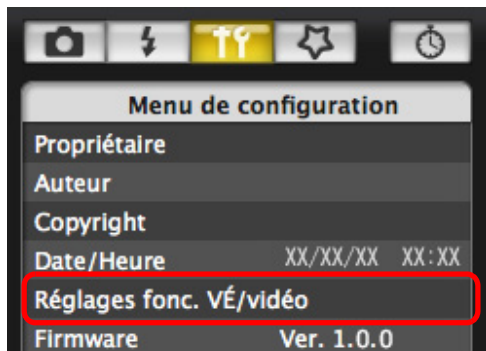 Menu de configuration
Propriétaire
Auteur
Copyright
Date/Heure XX/XX/XX XX:XX
Réglages fonc. VÉ/vidéo
Firmware Ver. 1.0.0